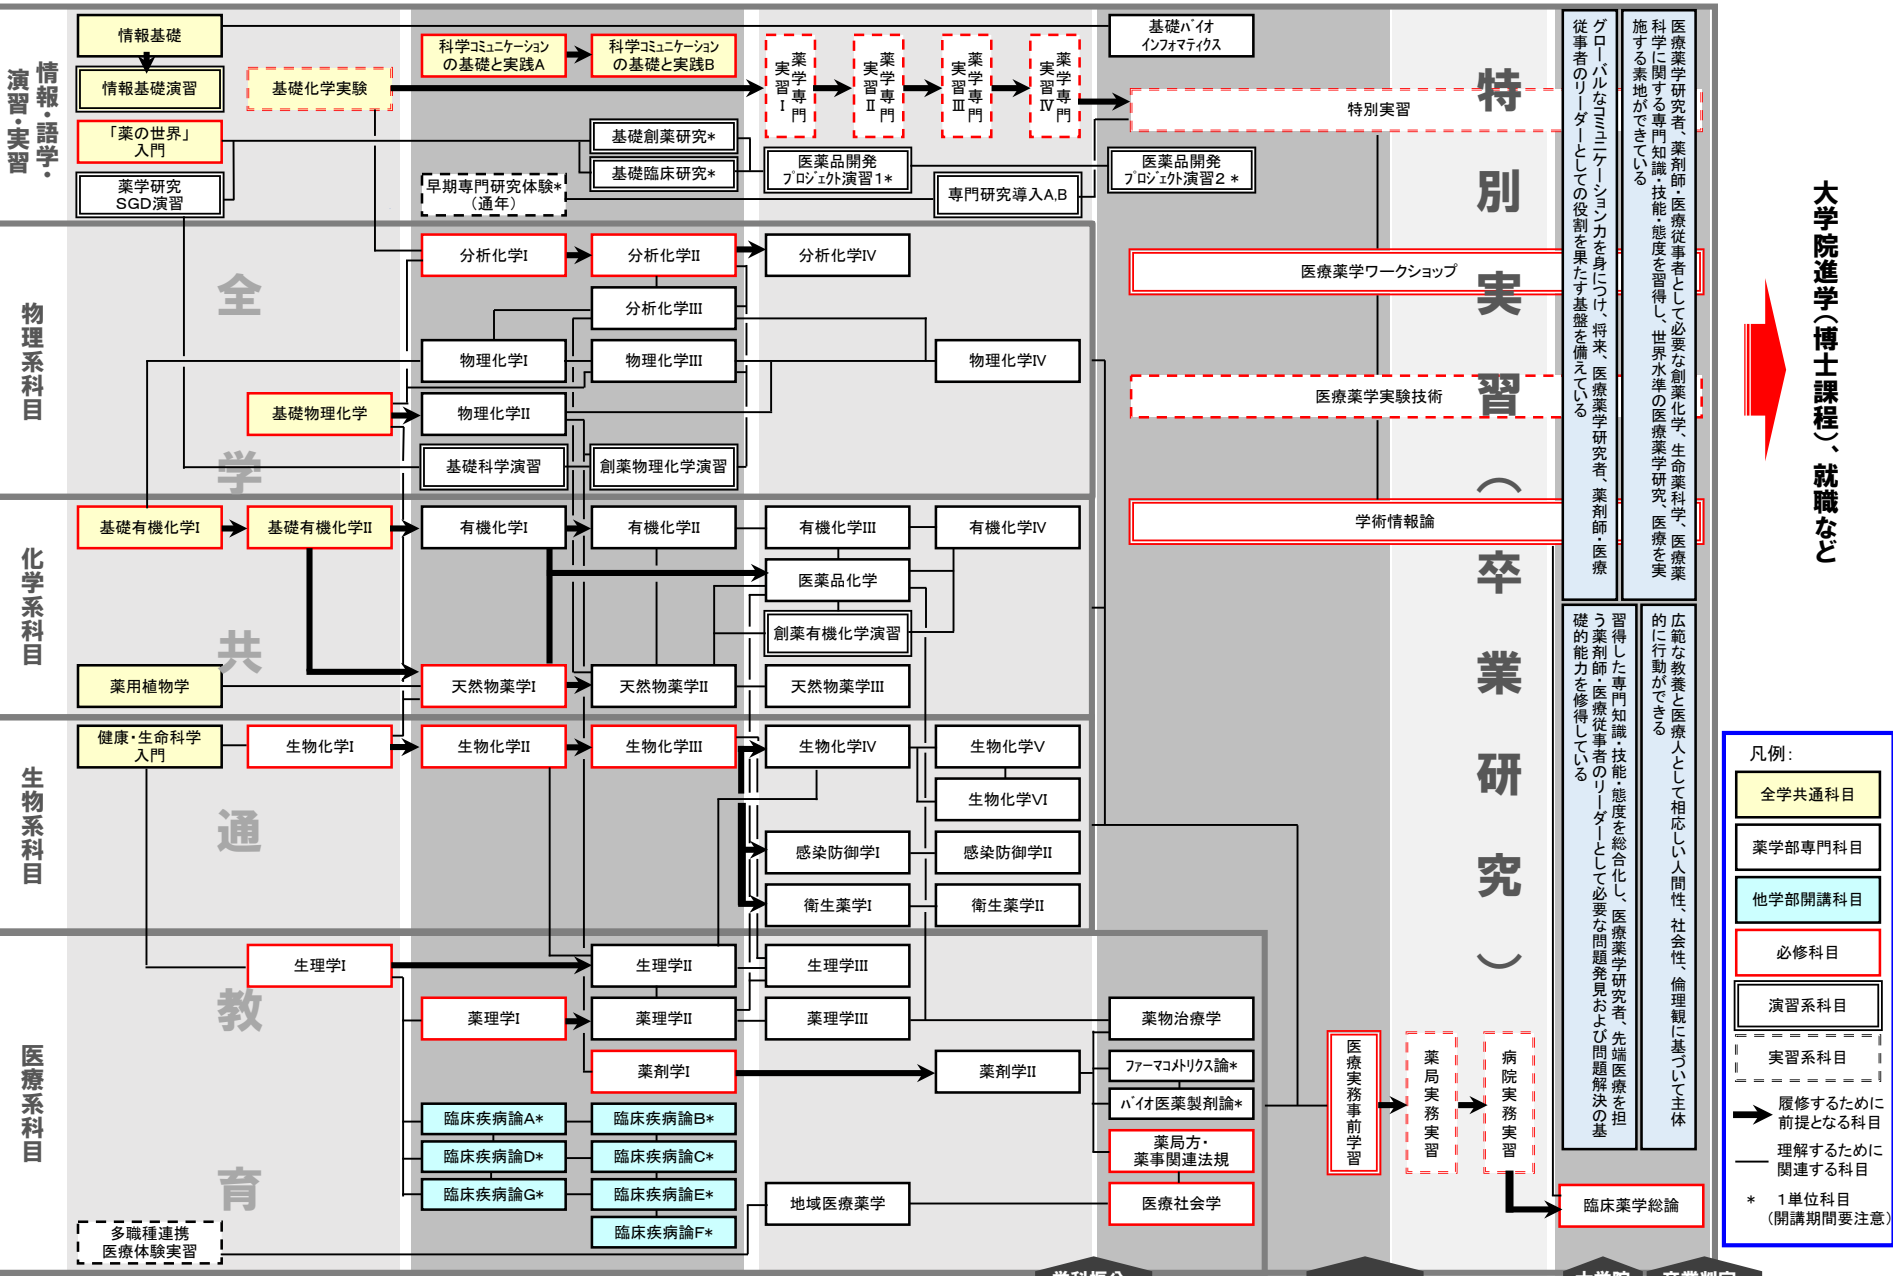 情報・語学・
演習・実習
情報基礎
情報基礎演習
「薬の世界」
入門
薬学研究
SGD演習
基礎化学実験
科学コミュニケーション
の基礎と実践A
科学コミュニケーション
の基礎と実践B
基礎創薬研究*
基礎臨床研究*
早期専門研究体験*
(通年)
薬学専門
実習Ⅰ
薬学専門
実習Ⅱ
薬学専門
実習Ⅲ
薬学専門
実習Ⅳ
医薬品開発
プロジェクト演習1*
専門研究導入A,B
基礎バイオ
インフォマティクス
医薬品開発
プロジェクト演習2 *
特別実習
物理系科目
基礎物理化学
分析化学I
分析化学II
分析化学IV
分析化学III
物理化学I
物理化学III
物理化学IV
物理化学II
基礎科学演習
創薬物理化学演習
医療薬学ワークショップ
医療薬学実験技術
化学系科目
基礎有機化学I
基礎有機化学II
有機化学I
有機化学II
有機化学III
有機化学IV
医薬品化学
創薬有機化学演習
薬用植物学
天然物薬学I
天然物薬学II
天然物薬学III
学術情報論
生物系科目
健康・生命科学
入門
生物化学I
生物化学II
生物化学III
生物化学IV
生物化学V
生物化学VI
感染防御学I
感染防御学II
衛生薬学I
衛生薬学II
医療系科目
生理学I
生理学II
生理学III
薬理学I
薬理学II
薬理学III
薬物治療学
薬剤学I
薬剤学II
ファーマコメトリクス論*
バイオ医薬製剤論*
臨床疾病論A*
臨床疾病論B*
臨床疾病論D*
臨床疾病論C*
臨床疾病論G*
臨床疾病論E*
臨床疾病論F*
薬局方・
薬事関連法規
地域医療薬学
医療社会学
多職種連携
医療体験実習
医療実務事前学習
薬局実務実習
病院実務実習
臨床薬学総論
全学共通教育
特別実習(卒業研究)
医療薬学研究者、薬剤師・医療従事者として必要な創薬化学、生命薬科学、医療薬
科学に関する専門知識・技能・態度を習得し、世界水準の医療薬学研究、医療を実
施する素地ができている
グローバルなコミュニケーション力を身につけ、将来、医療薬学研究者、薬剤師・医療
従事者のリーダーとしての役割を果たす基盤を備えている
広範な教養と医療人として相応しい人間性、社会性、倫理観に基づいて主体
的に行動ができる
習得した専門知識・技能・態度を総合化し、医療薬学研究者、先端医療を担
う薬剤師・医療従事者のリーダーとして必要な問題発見および問題解決の基
礎的能力を修得している
大学院進学(博士課程)、就職など
凡例:
全学共通科目
薬学部専門科目
他学部開講科目
必修科目
演習系科目
実習系科目
履修するために
前提となる科目
理解するために
関連する科目
* 1単位科目
(開講期間要注意)
学科振分
大学院
卒業判定